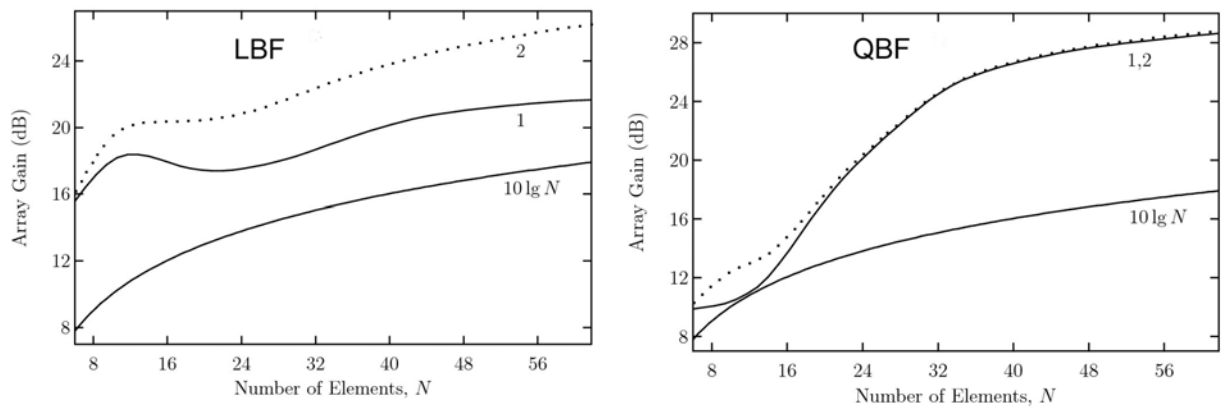 LBF
Array Gain (dB)
24
20
16
12
8
2
1
10 lg N
8 16 24 32 40 48 56
Number of Elements, N
QBF
Array Gain (dB)
28
24
20
16
12
8
1,2
10 lg N
8 16 24 32 40 48 56
Number of Elements, N